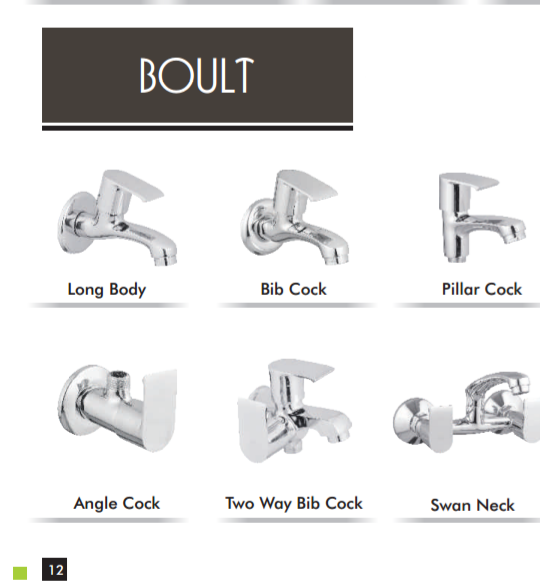 BOULT
Long Body
Bib Cock
Pillar Cock
Angle Cock
Two Way Bib Cock
Swan Neck
12